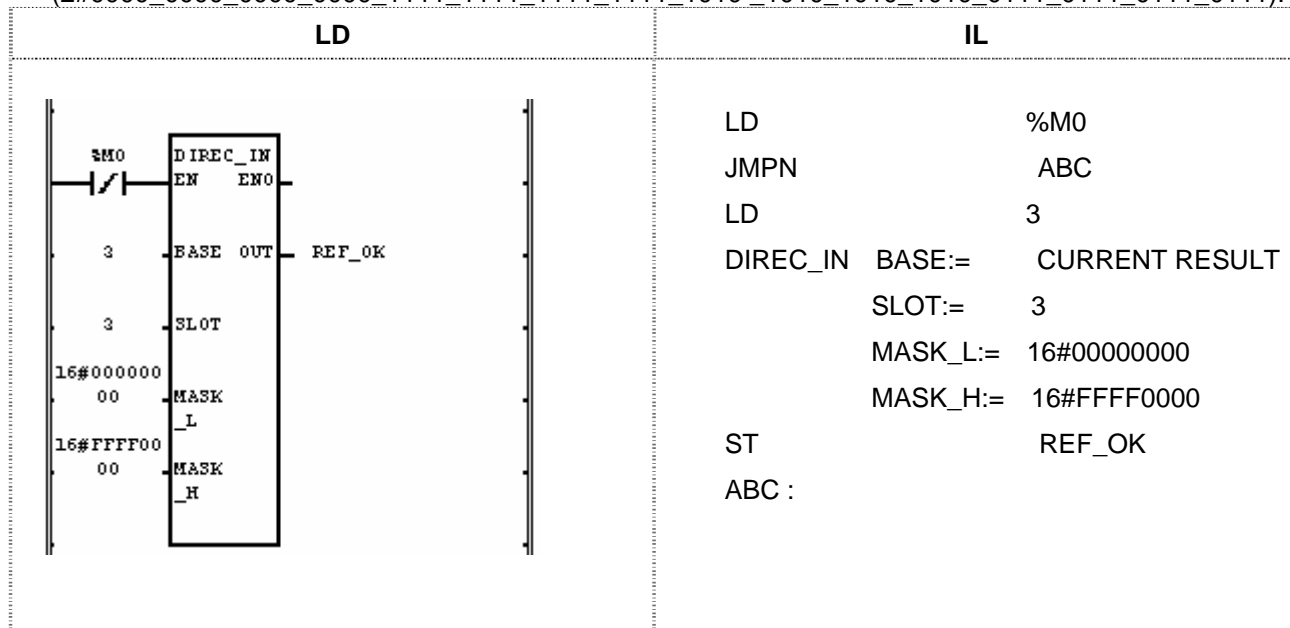 LD
IL
%M0
DIREC_IN
EN ENO
3 BASE OUT REF_OK
3 SLOT
16#000000
00 MASK
_L
16#FFFF00
00 MASK
_H
LD %M0
JMPN ABC
LD 3
DIREC_IN BASE:= CURRENT RESULT
SLOT:= 3
MASK_L:= 16#00000000
MASK_H:= 16#FFFF0000
ST REF_OK
ABC :